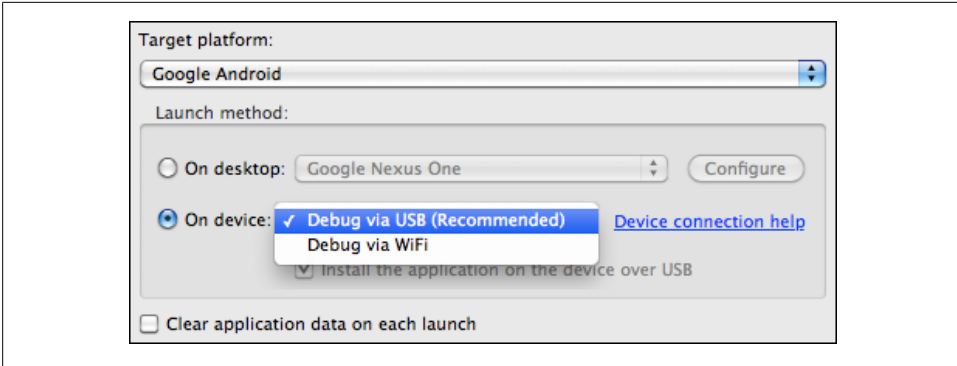 Target platform:
Google Android
Launch method:
On desktop: Google Nexus One Configure
On device: ✓ Debug via USB (Recommended) Device connection help
Debug via WiFi
Install the application on the device over USB
Clear application data on each launch